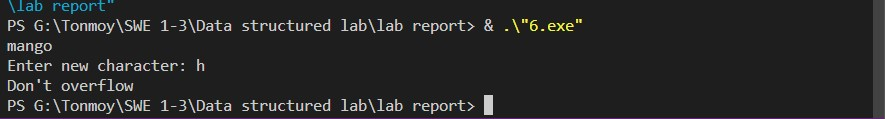 \lab report"
PS G:\Tonmoy\SWE 1-3\Data structured lab\lab report> & .\"6.exe"
mango
Enter new character: h
Don't overflow
PS G:\Tonmoy\SWE 1-3\Data structured lab\lab report>